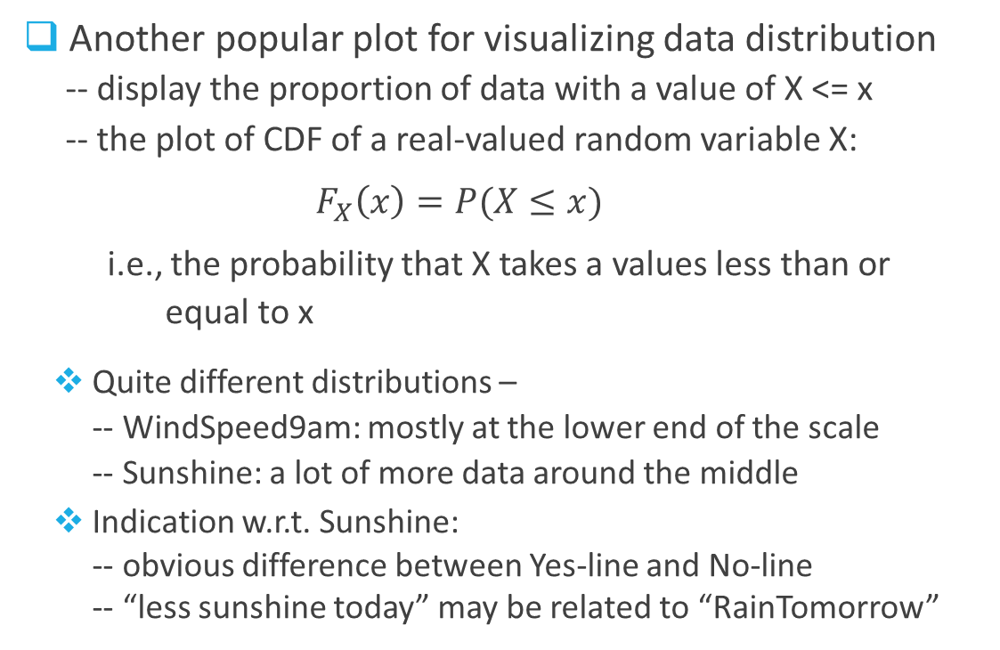 Another popular plot for visualizing data distribution
-- display the proportion of data with a value of X <= x
-- the plot of CDF of a real-valued random variable X:
F_X(x) = P(X ≤ x)
i.e., the probability that X takes a values less than or
equal to x
Quite different distributions –
-- WindSpeed9am: mostly at the lower end of the scale
-- Sunshine: a lot of more data around the middle
Indication w.r.t. Sunshine:
-- obvious difference between Yes-line and No-line
-- “less sunshine today” may be related to “RainTomorrow”